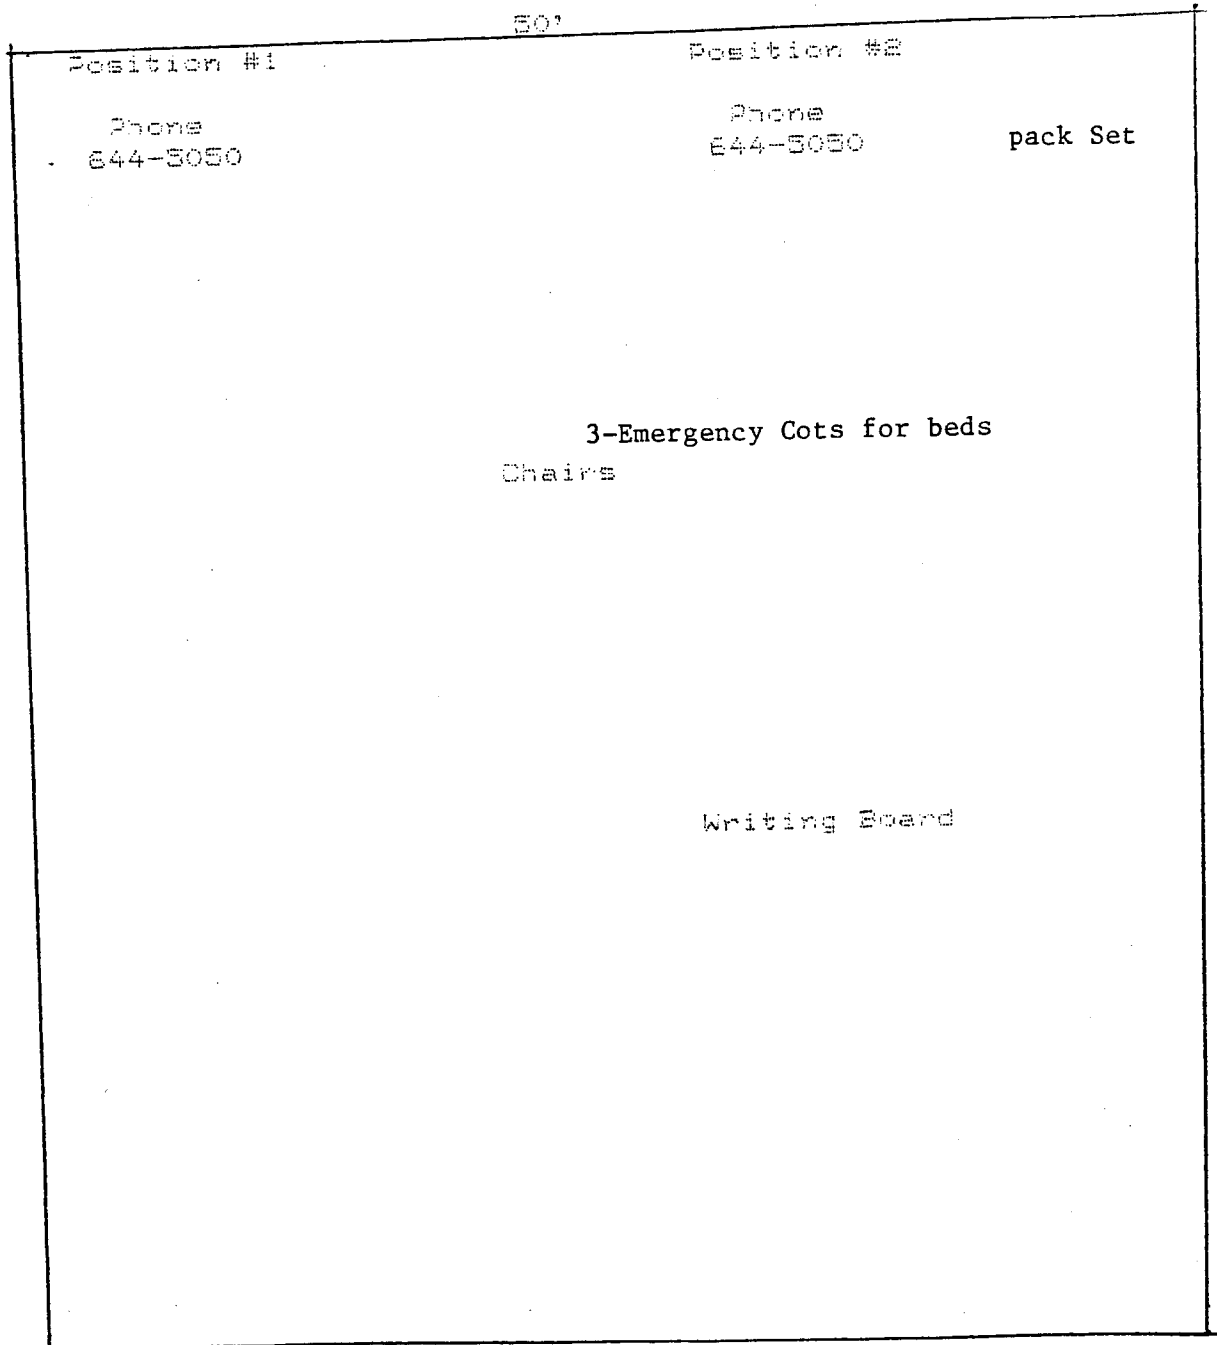 50'
Position #1
Position #2
Phone
644-5050
Phone
644-5050
pack Set
3-Emergency Cots for beds
Chairs
Writing Board